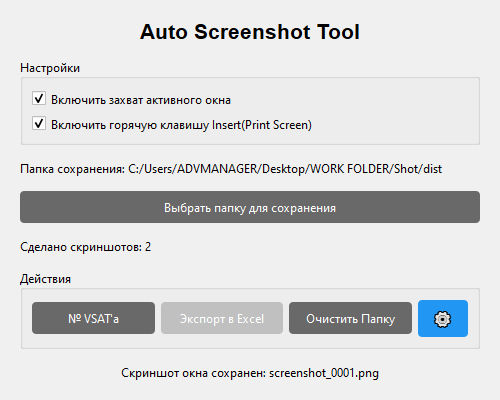 Auto Screenshot Tool
Настройки
Включить захват активного окна
Включить горячую клавишу Insert(Print Screen)
Папка сохранения: C:/Users/ADVMANAGER/Desktop/WORK FOLDER/Shot/dist
Выбрать папку для сохранения
Сделано скриншотов: 2
Действия
№ VSAT'а Экспорт в Excel Очистить Папку
Скриншот окна сохранен: screenshot_0001.png